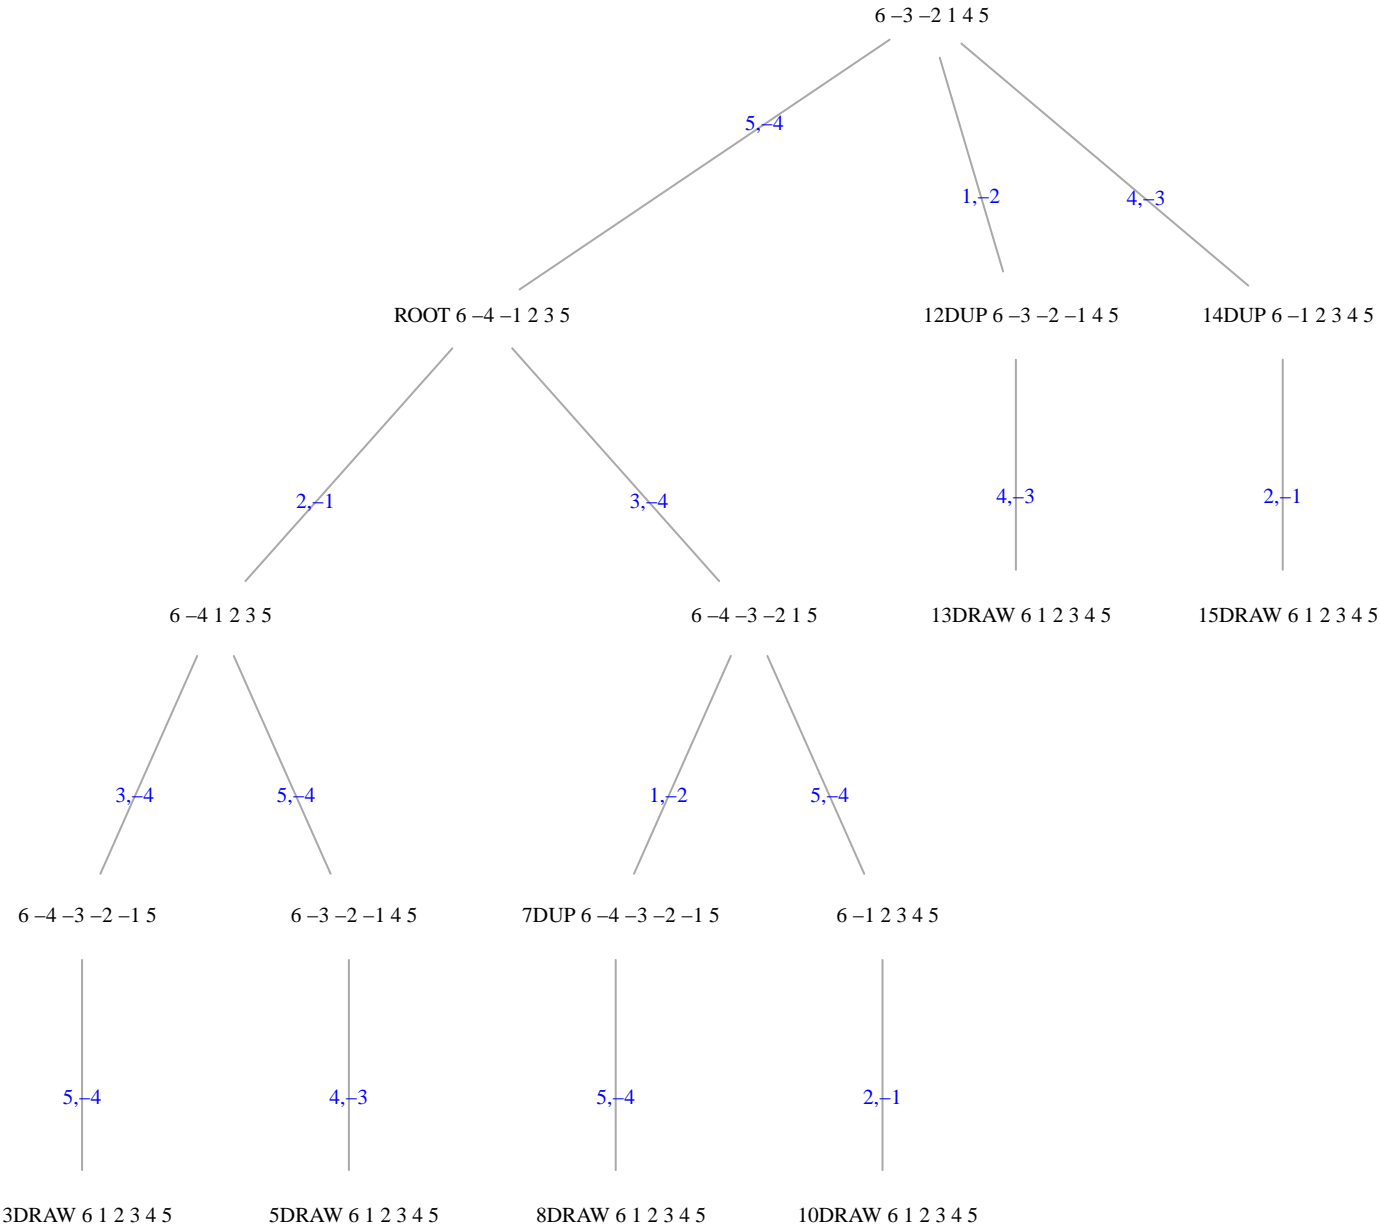 6 –3 –2 1 4 5
5,–4
1,–2
4,–3
ROOT 6 –4 –1 2 3 5
12DUP 6 –3 –2 –1 4 5
14DUP 6 –1 2 3 4 5
2,–1
3,–4
4,–3
2,–1
6 –4 1 2 3 5
6 –4 –3 –2 1 5
13DRAW 6 1 2 3 4 5
15DRAW 6 1 2 3 4 5
3,–4
5,–4
1,–2
5,–4
6 –4 –3 –2 –1 5
6 –3 –2 –1 4 5
7DUP 6 –4 –3 –2 –1 5
6 –1 2 3 4 5
5,–4
4,–3
5,–4
2,–1
3DRAW 6 1 2 3 4 5
5DRAW 6 1 2 3 4 5
8DRAW 6 1 2 3 4 5
10DRAW 6 1 2 3 4 5